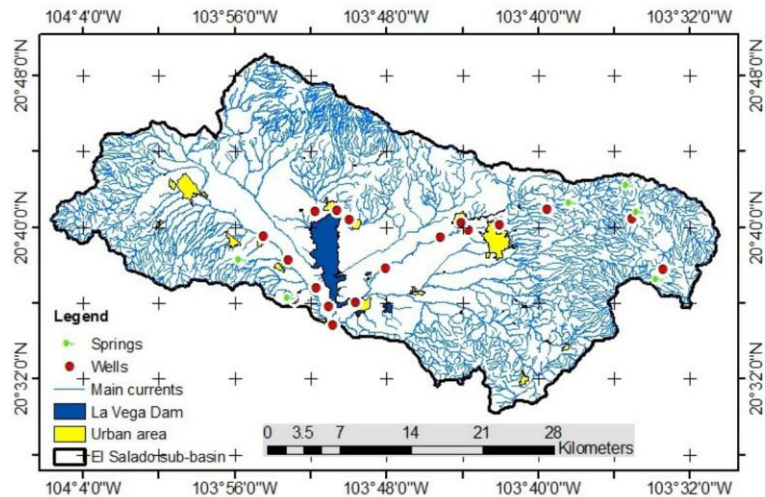 104°4'0"W 103°56'0"W 103°48'0"W 103°40'0"W 103°32'0"W
20°48'0"N 20°48'0"N
20°40'0"N 20°40'0"N
20°32'0"N 20°32'0"N
Legend
Springs
Wells
Main currents
La Vega Dam
Urban area
El Salado sub-basin
0 3.5 7 14 21 28
Kilometers
104°4'0"W 103°56'0"W 103°48'0"W 103°40'0"W 103°32'0"W